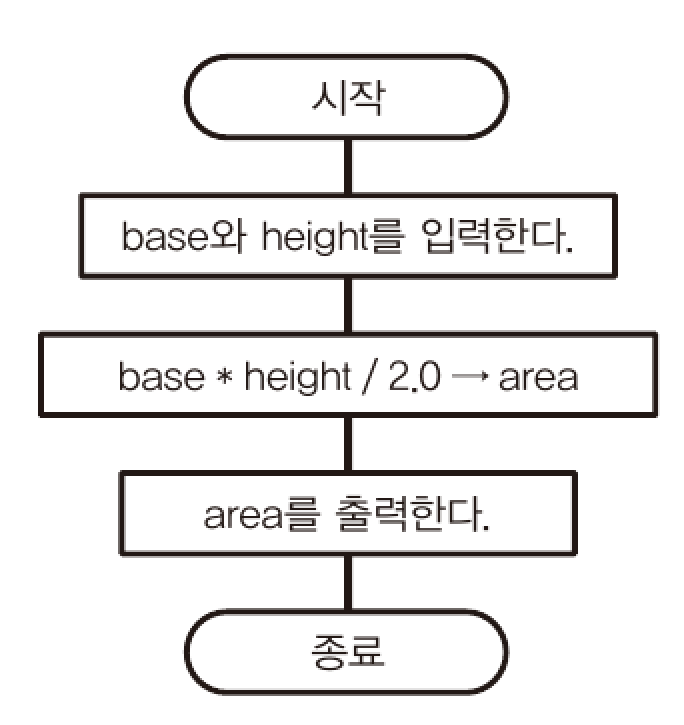 시작
base와 height를 입력한다.
base * height / 2.0 → area
area를 출력한다.
종료